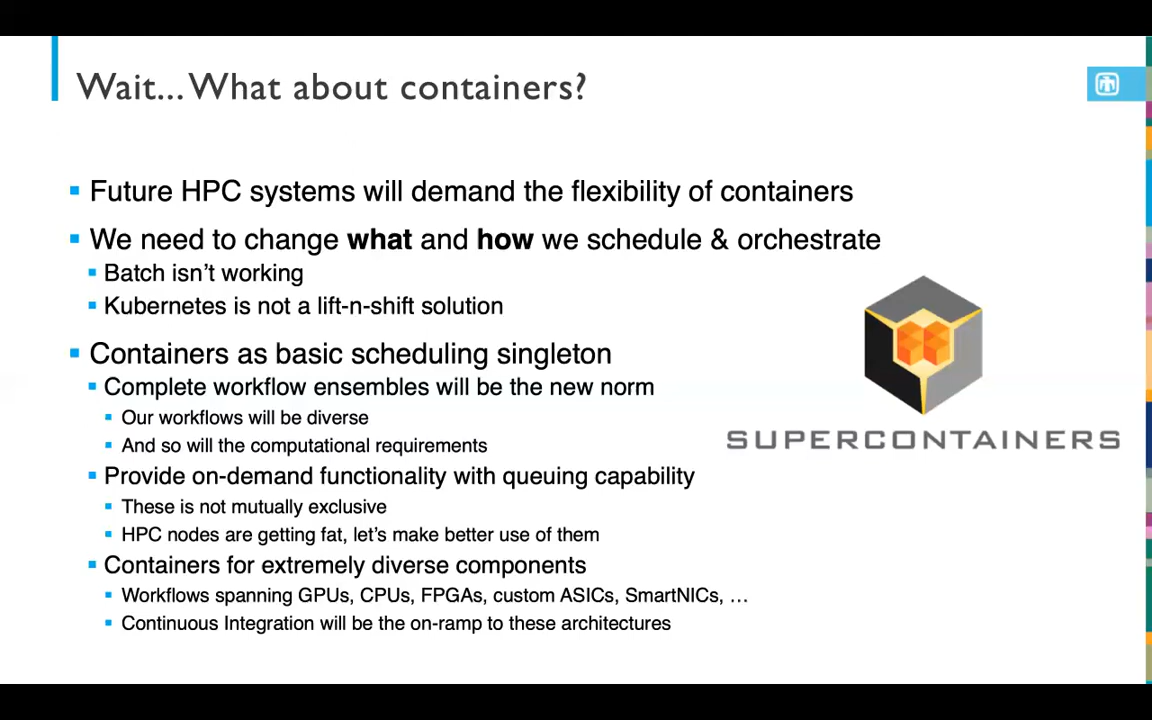 Wait... What about containers?
Future HPC systems will demand the flexibility of containers
We need to change what and how we schedule & orchestrate
Batch isn't working
Kubernetes is not a lift-n-shift solution
Containers as basic scheduling singleton
Complete workflow ensembles will be the new norm
Our workflows will be diverse
And so will the computational requirements
Provide on-demand functionality with queuing capability
These is not mutually exclusive
HPC nodes are getting fat, let's make better use of them
Containers for extremely diverse components
Workflows spanning GPUs, CPUs, FPGAs, custom ASICs, SmartNICs, …
Continuous Integration will be the on-ramp to these architectures
SUPERCONTAINERS